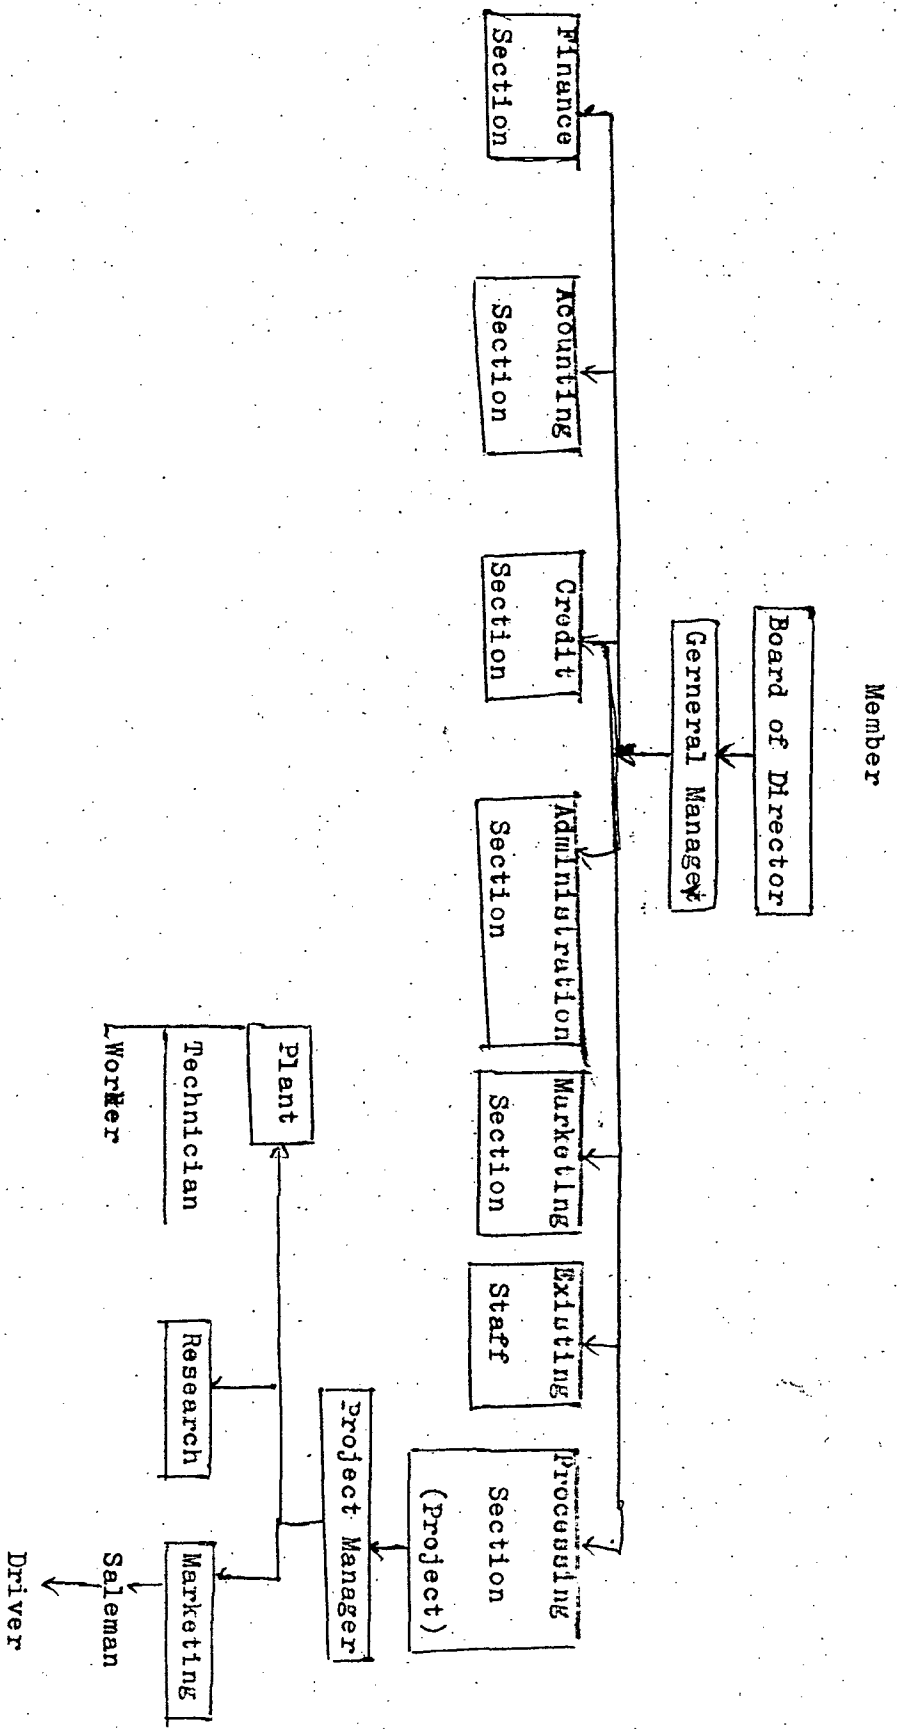 Member
Board of Director
Gerneral Manager
Finance
Section
Acounting
Section
Credit
Section
Administration
Section
Marketing
Section
Existing
Staff
Processing
Section
(Project)
Project Manager
Plant
Technician
Worker
Research
Marketing
Saleman
Driver